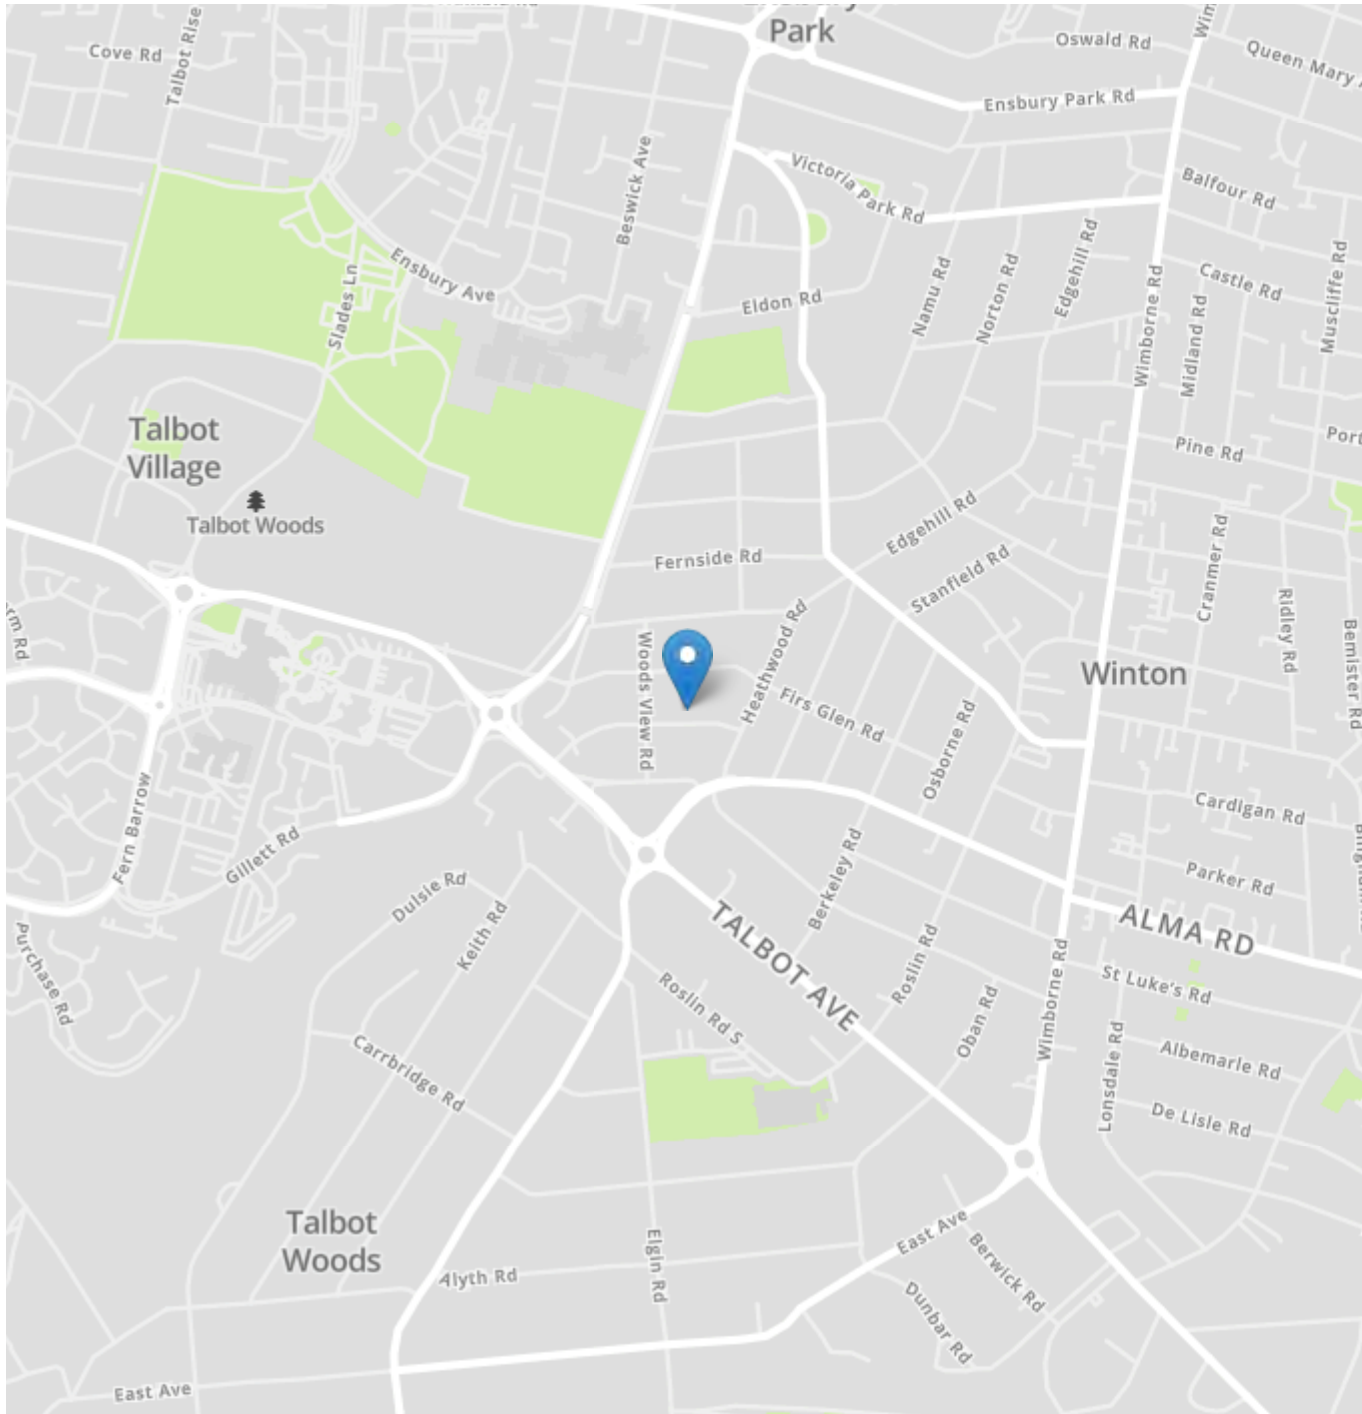 Park
Oswald Rd
Queen Mary
Cove Rd
Talbot Rise
Ensbury Park Rd
Beswick Ave
Victoria Park Rd
Balfour Rd
Ensbury Ave
Slades Ln
Eldon Rd
Namu Rd
Norton Rd
Edgehill Rd
Wimborne Rd
Castle Rd
Midland Rd
Muscliffe Rd
Talbot
Village
Talbot Woods
Pine Rd
Port
Edgehill Rd
Fernside Rd
Stanfield Rd
Cranmer Rd
Ridley Rd
Bemister Rd
Woods View Rd
Heathwood Rd
Firs Glen Rd
Osborne Rd
Winton
Fern Barrow
Gillett Rd
Cardigan Rd
Parker Rd
Dulsie Rd
Keith Rd
Berkeley Rd
TALBOT AVE
ALMA RD
Purchase Rd
Roslin Rd S
Roslin Rd
Oban Rd
Wimborne Rd
St Luke's Rd
Lonsdale Rd
Albemarle Rd
De Lisle Rd
Carrbridge Rd
Talbot
Woods
Elgin Rd
Alyth Rd
East Ave
Berwick Rd
Dunbar Rd
East Ave